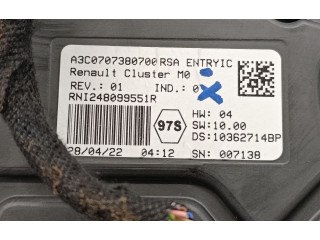 A3C0707380700 RSA ENTRYIC
Renault Cluster M0
REV.: 01 IND.: 0
RNI248099551R
97S
HW: 04
SW:10.00
DS:10362714BP
28/04/22 04:12 SN: 007138